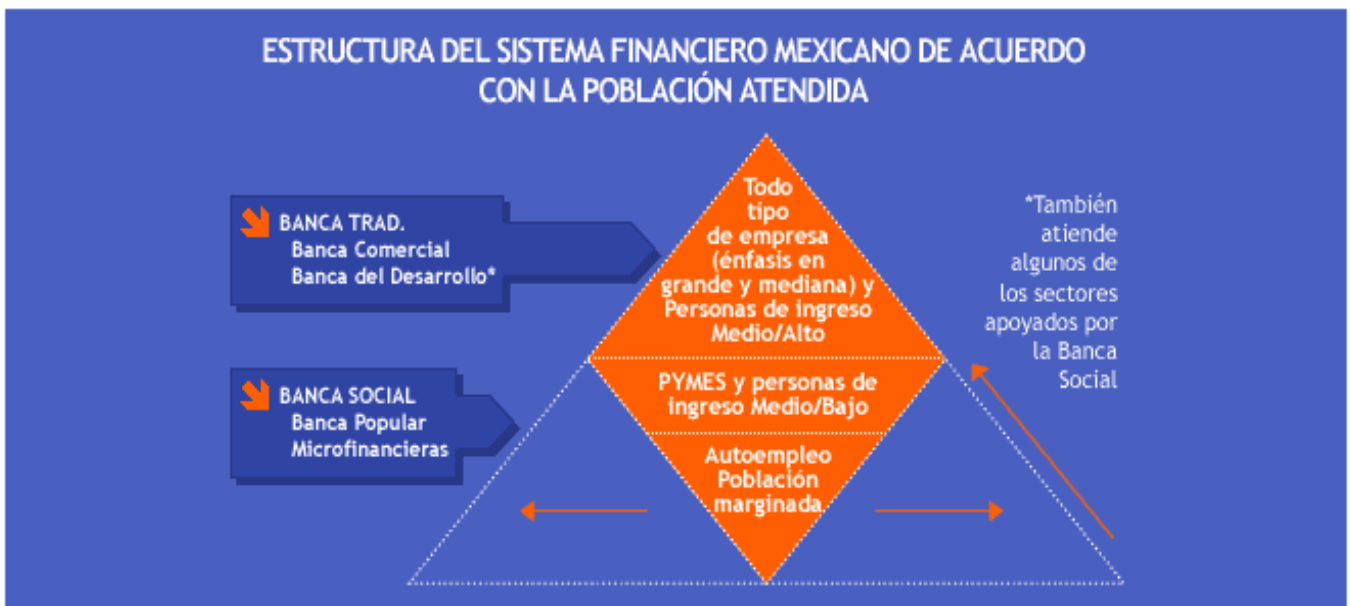 ESTRUCTURA DEL SISTEMA FINANCIERO MEXICANO DE ACUERDO
CON LA POBLACIÓN ATENDIDA
BANCA TRAD.
Banca Comercial
Banca del Desarrollo*
BANCA SOCIAL
Banca Popular
Microfinancieras
Todo
tipo
de empresa
(énfasis en
grande y mediana) y
Personas de ingreso
Medio/Alto
PYMES y personas de
ingreso Medio/Bajo
Autoempleo
Población
marginada
*También
atiende
algunos de
los sectores
apoyados por
la Banca
Social